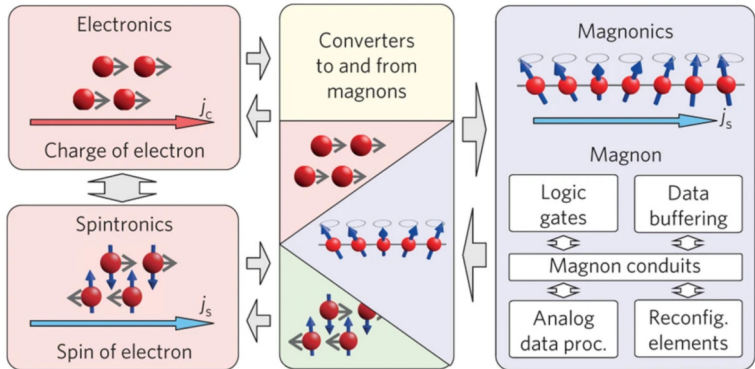 Electronics
j_c
Charge of electron
Spintronics
j_s
Spin of electron
Converters
to and from
magnons
Magnonics
j_s
Magnon
Logic
gates
Data
buffering
Magnon conduits
Analog
data proc.
Reconfig.
elements